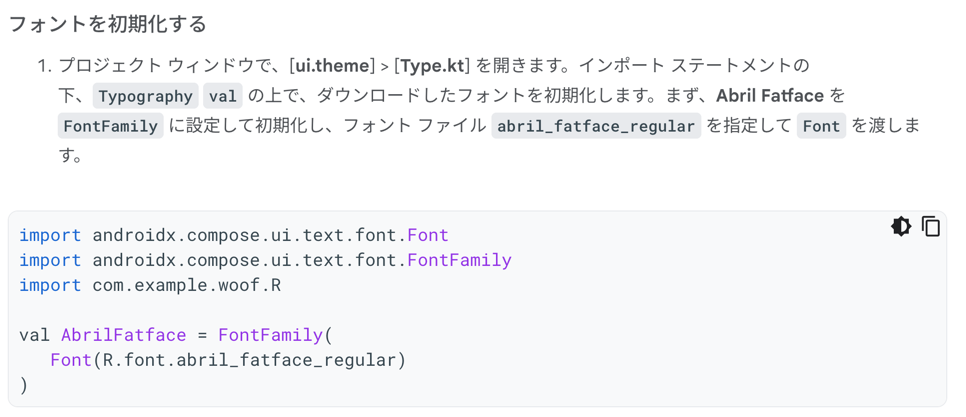 フォントを初期化する
1. プロジェクト ウィンドウで、[ui.theme] > [Type.kt] を開きます。インポート ステートメントの
下、 Typography val の上で、ダウンロードしたフォントを初期化します。まず、Abril Fatface を
FontFamily に設定して初期化し、フォント ファイル abril_fatface_regular を指定して Font を渡しま
す。
import androidx.compose.ui.text.font.Font
import androidx.compose.ui.text.font.FontFamily
import com.example.woof.R
val AbrilFatface = FontFamily(
   Font(R.font.abril_fatface_regular)
)